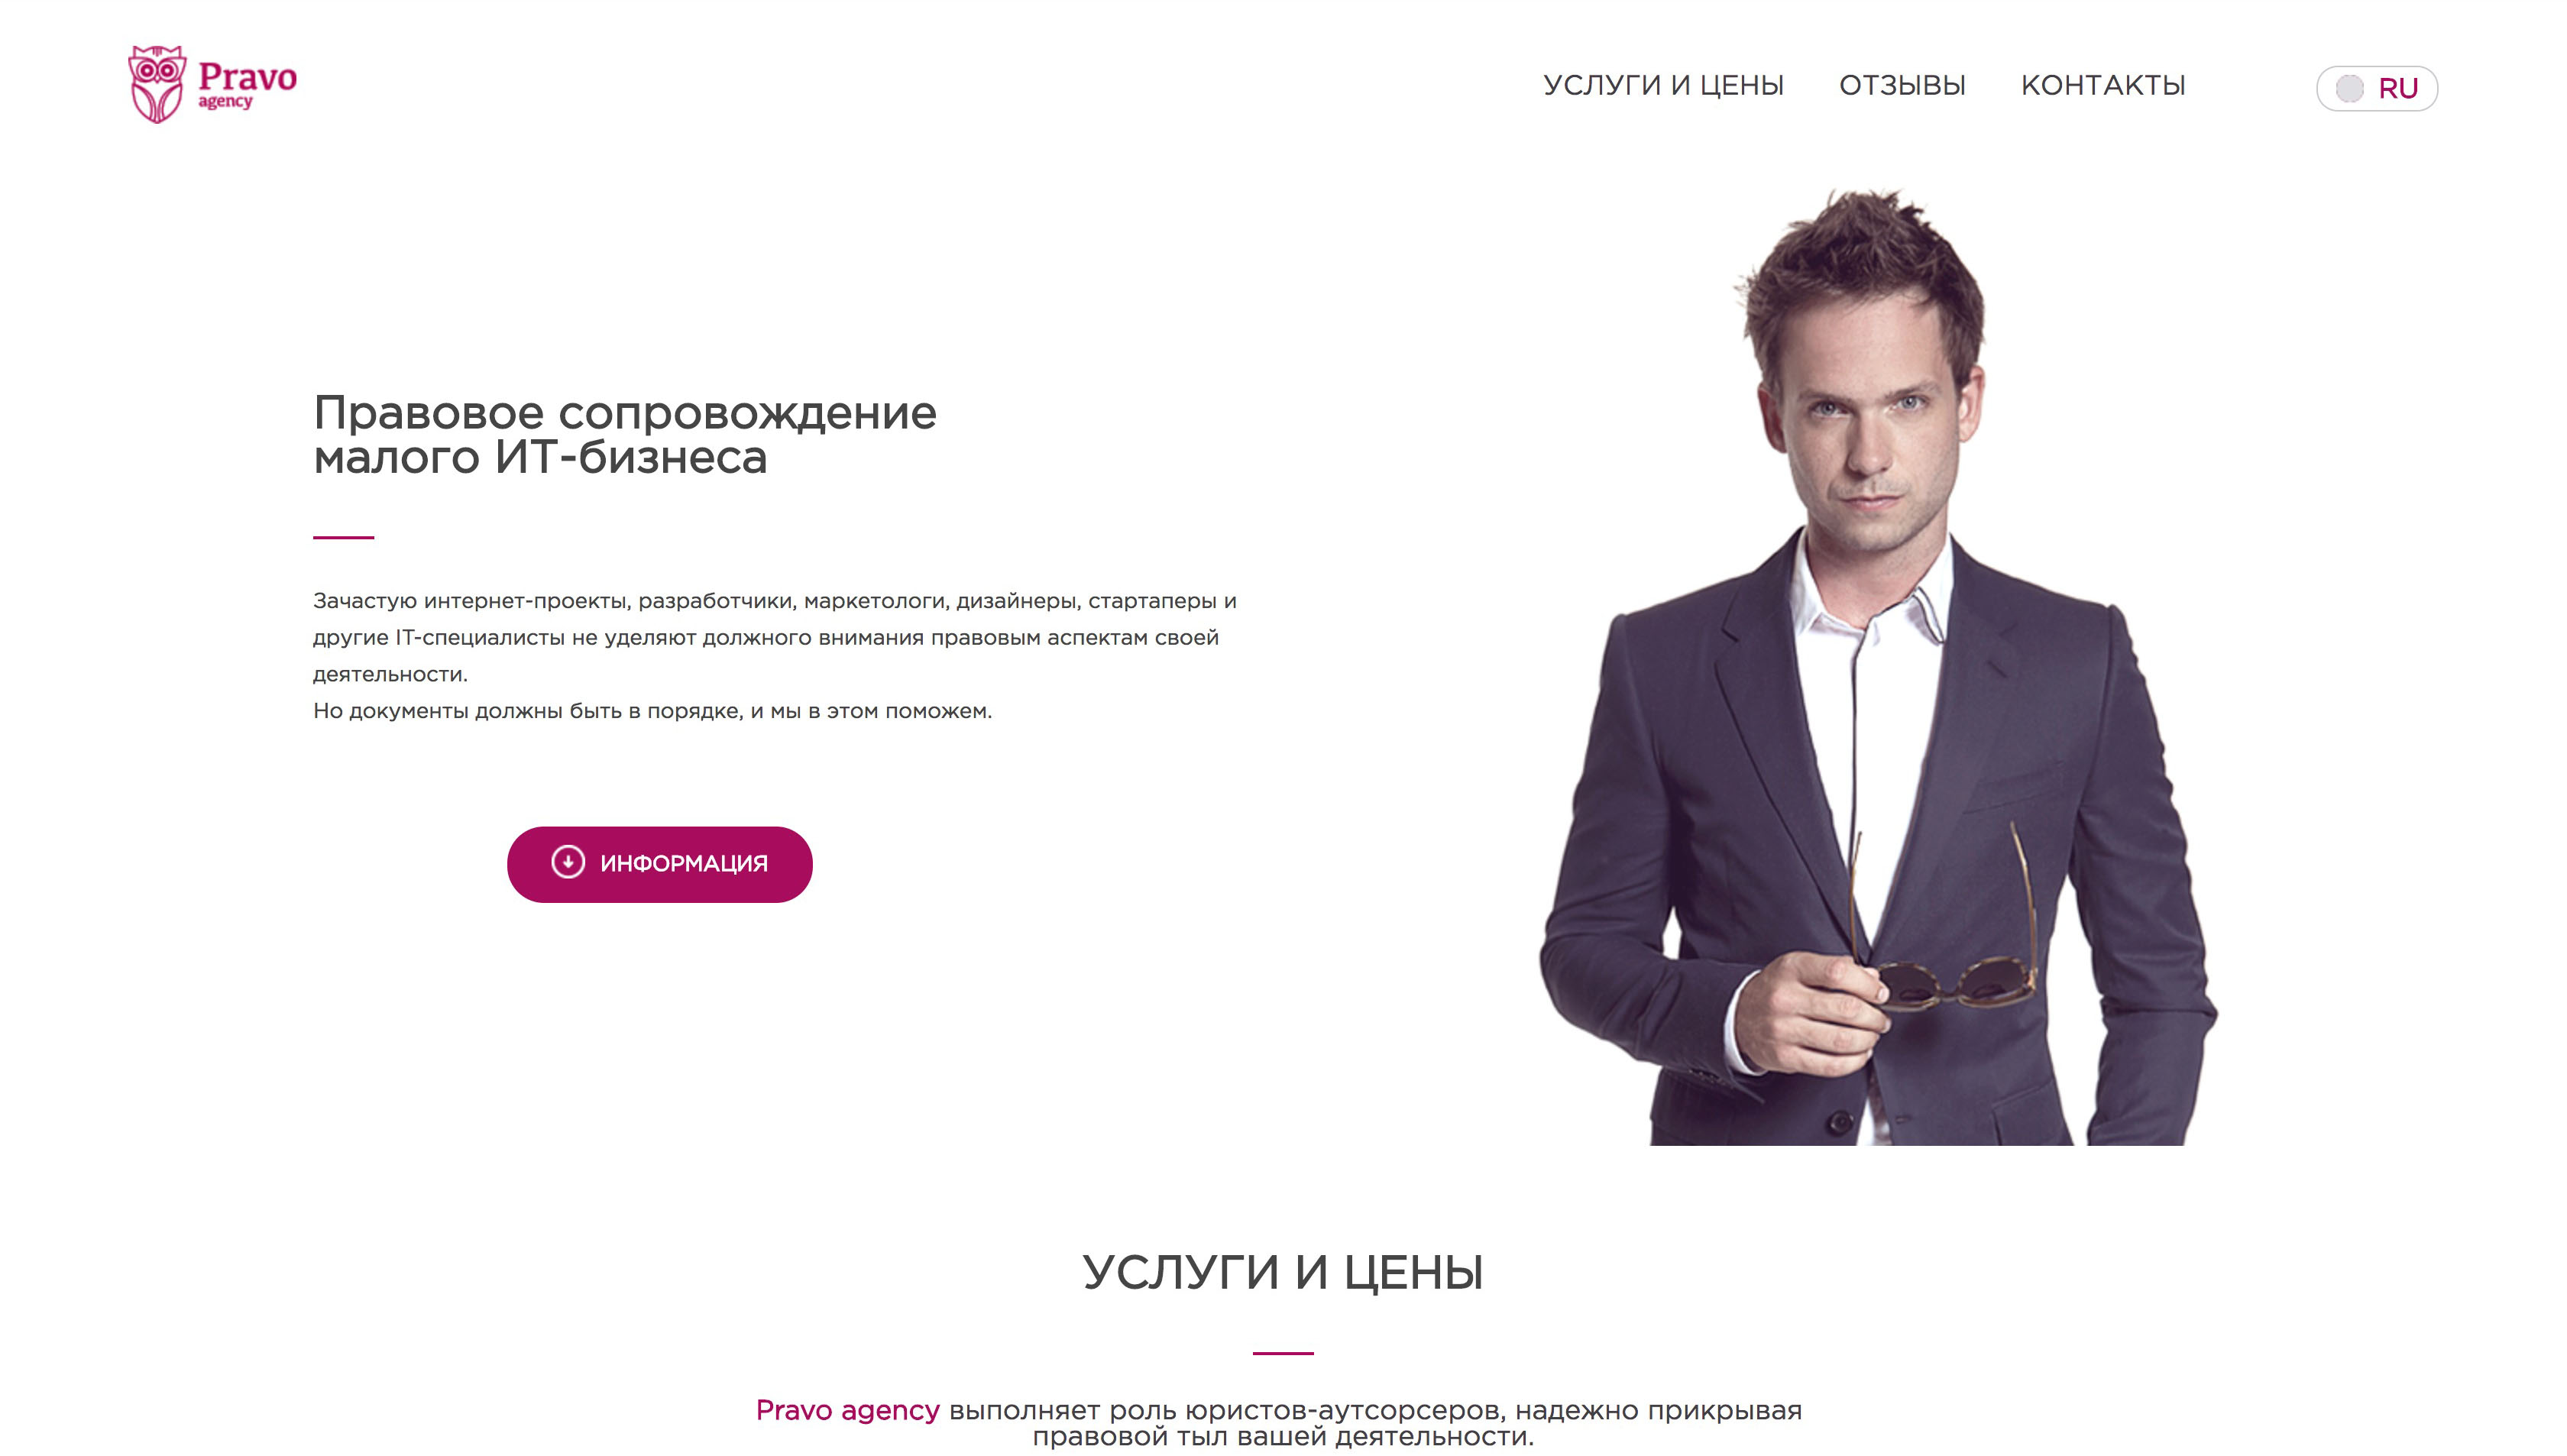 Pravo
agency
УСЛУГИ И ЦЕНЫ
ОТЗЫВЫ
КОНТАКТЫ
RU
Правовое сопровождение
малого ИТ-бизнеса
Зачастую интернет-проекты, разработчики, маркетологи, дизайнеры, стартаперы и
другие IT-специалисты не уделяют должного внимания правовым аспектам своей
деятельности.
Но документы должны быть в порядке, и мы в этом поможем.
ИНФОРМАЦИЯ
УСЛУГИ И ЦЕНЫ
Pravo agency выполняет роль юристов-аутсорсеров, надежно прикрывая
правовой тыл вашей деятельности.